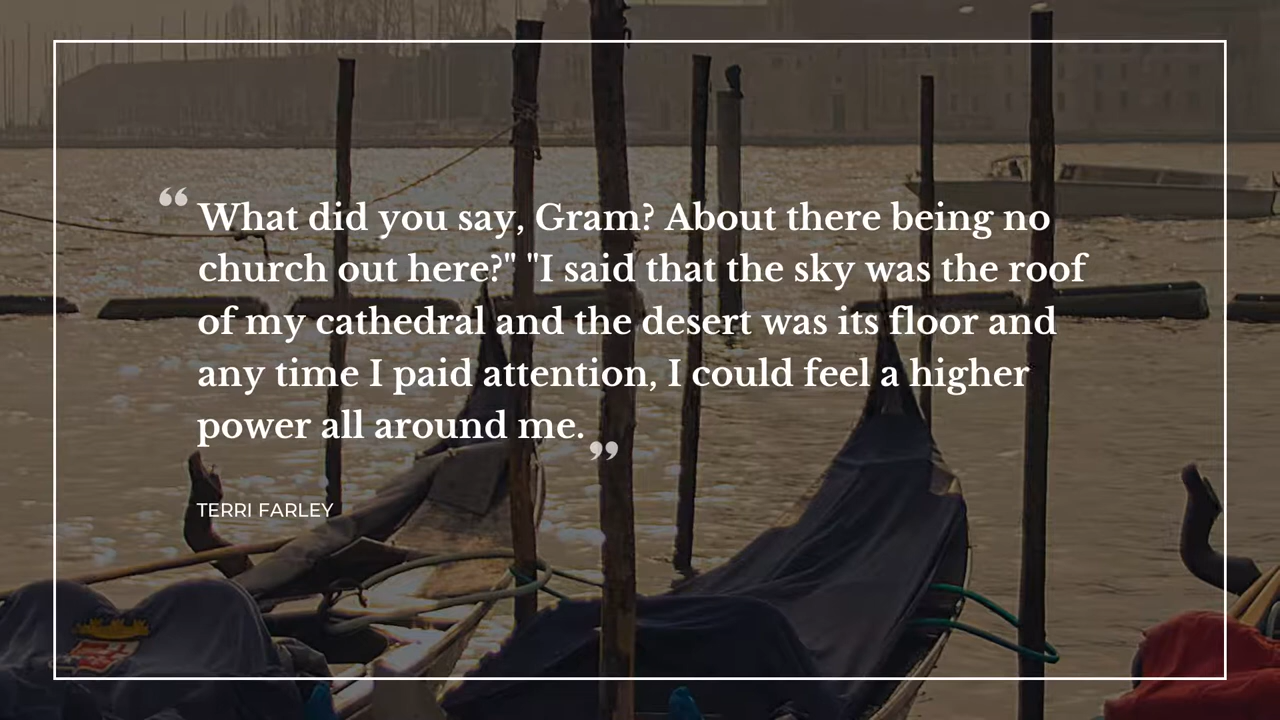 “What did you say, Gram? About there being no
church out here?" "I said that the sky was the roof
of my cathedral and the desert was its floor and
any time I paid attention, I could feel a higher
power all around me.”
TERRI FARLEY